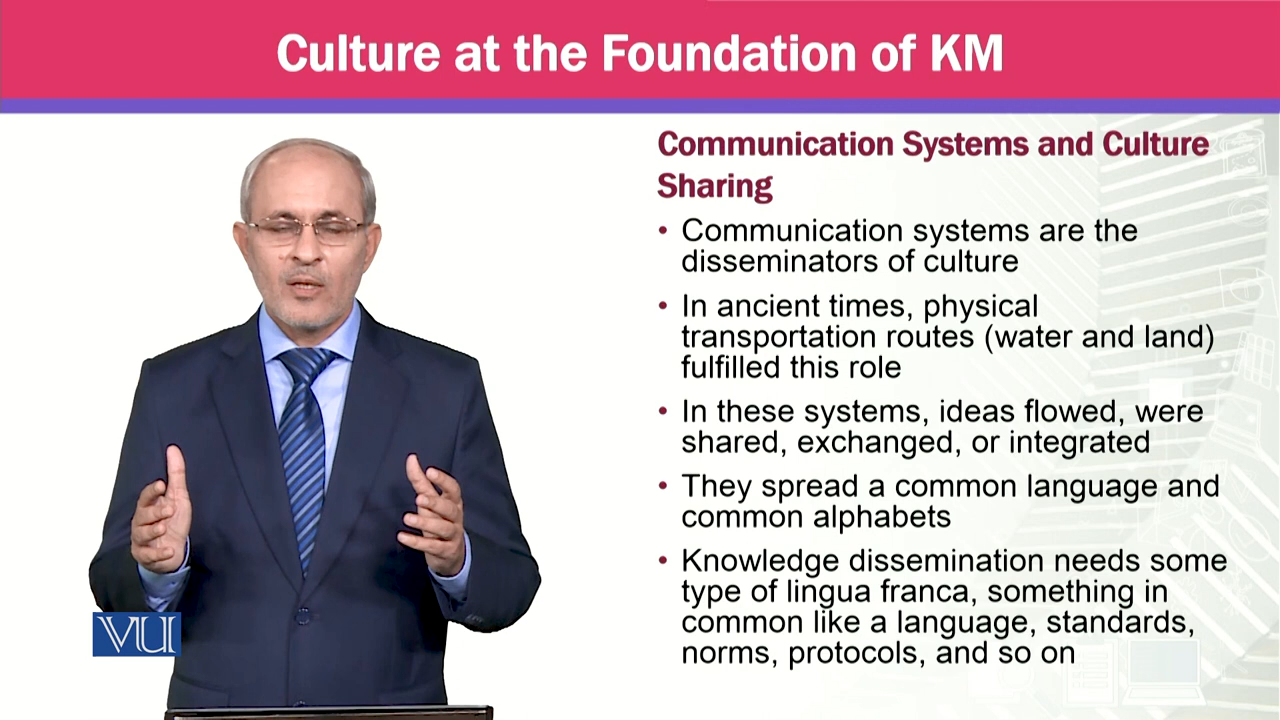 Culture at the Foundation of KM
Communication Systems and Culture
Sharing
• Communication systems are the
disseminators of culture
• In ancient times, physical
transportation routes (water and land)
fulfilled this role
• In these systems, ideas flowed, were
shared, exchanged, or integrated
• They spread a common language and
common alphabets
• Knowledge dissemination needs some
type of lingua franca, something in
common like a language, standards,
norms, protocols, and so on
VU